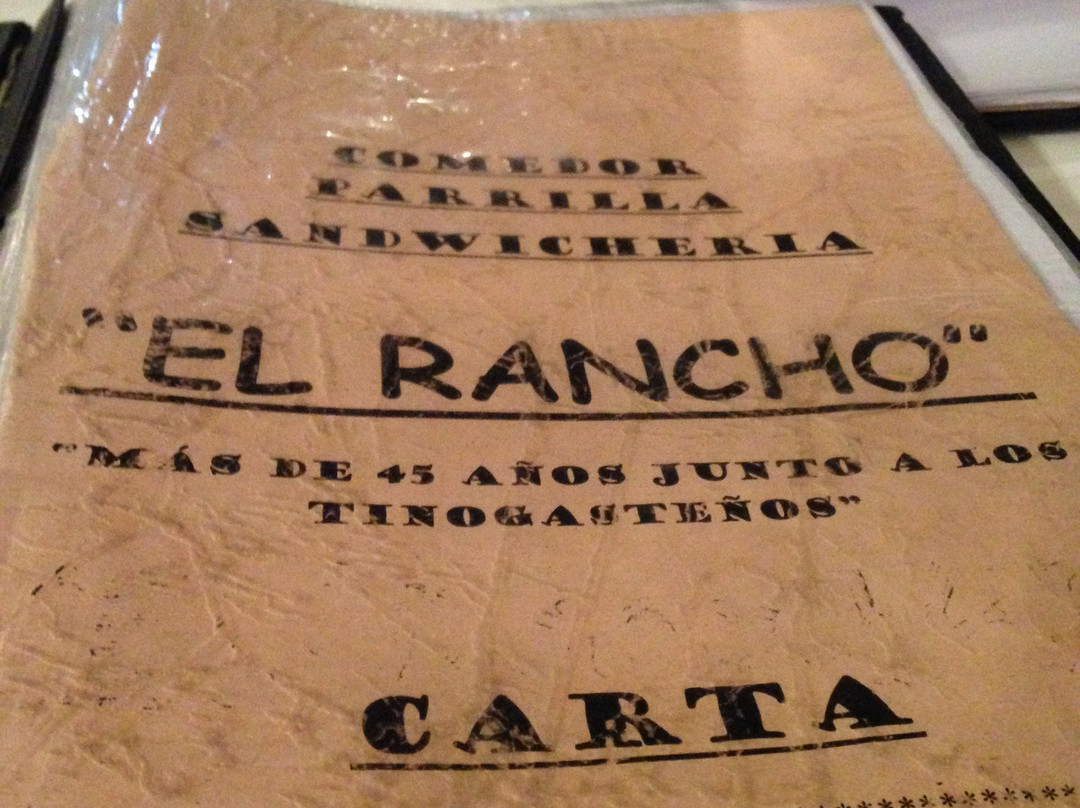 COMEDOR
PARRILLA
SANDWICHERIA
"EL RANCHO"
"MÁS DE 45 AÑOS JUNTO A LOS
TINOGASTEÑOS"
CARTA